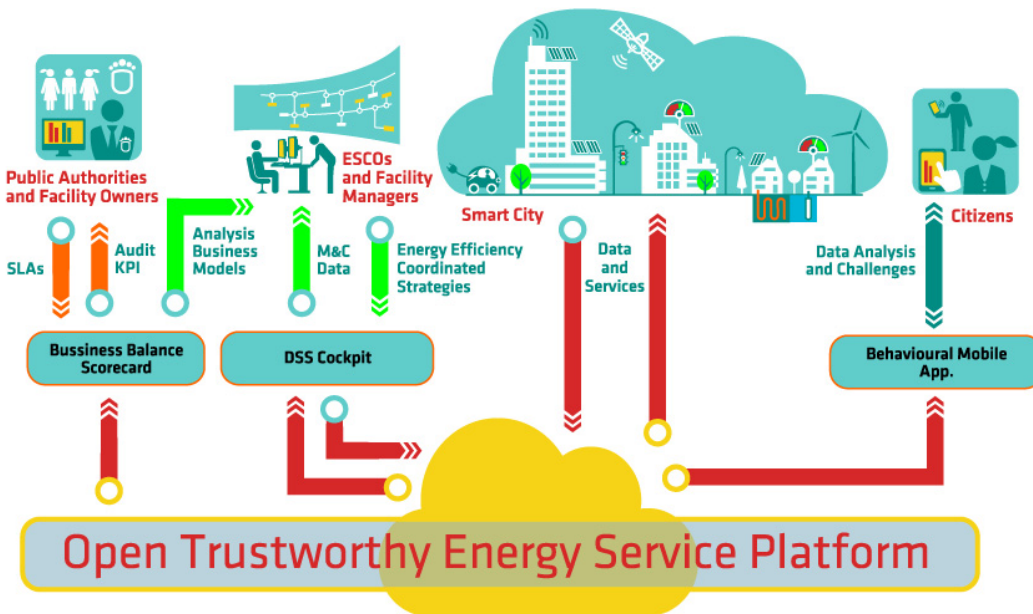 Public Authorities
and Facility Owners
ESCOs
and Facility
Managers
Smart City
Citizens
SLAs
Audit
KPI
Analysis
Business
Models
M&C
Data
Energy Efficiency
Coordinated
Strategies
Data
and
Services
Data Analysis
and Challenges
Bussiness Balance
Scorecard
DSS Cockpit
Behavioural Mobile
App.
Open Trustworthy Energy Service Platform